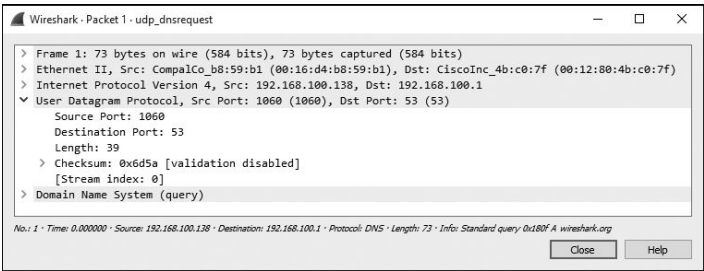 Wireshark · Packet 1 · udp_dnsrequest
Frame 1: 73 bytes on wire (584 bits), 73 bytes captured (584 bits)
Ethernet II, Src: CompalCo_b8:59:b1 (00:16:d4:b8:59:b1), Dst: CiscoInc_4b:c0:7f (00:12:80:4b:c0:7f)
Internet Protocol Version 4, Src: 192.168.100.138, Dst: 192.168.100.1
User Datagram Protocol, Src Port: 1060 (1060), Dst Port: 53 (53)
Source Port: 1060
Destination Port: 53
Length: 39
Checksum: 0x6d5a [validation disabled]
[Stream index: 0]
Domain Name System (query)
No.: 1 · Time: 0.000000 · Source: 192.168.100.138 · Destination: 192.168.100.1 · Protocol: DNS · Length: 73 · Info: Standard query 0x180f A wireshark.org
Close Help